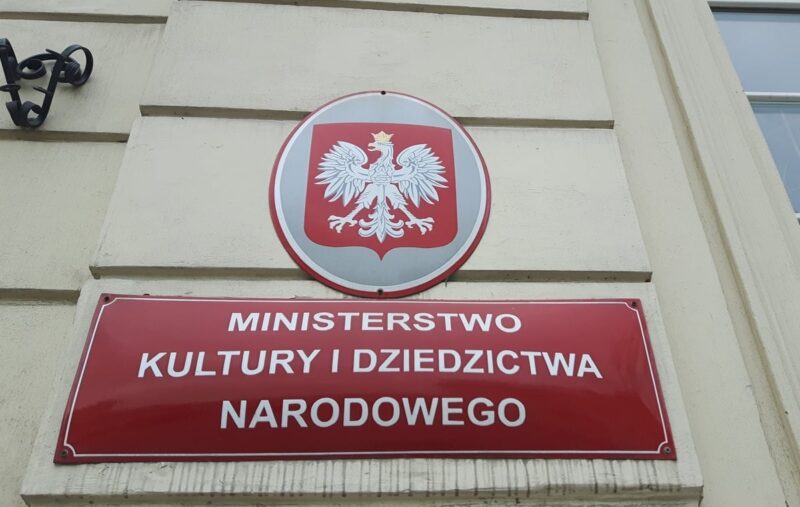 MINISTERSTWO
KULTURY I DZIEDZICTWA
NARODOWEGO